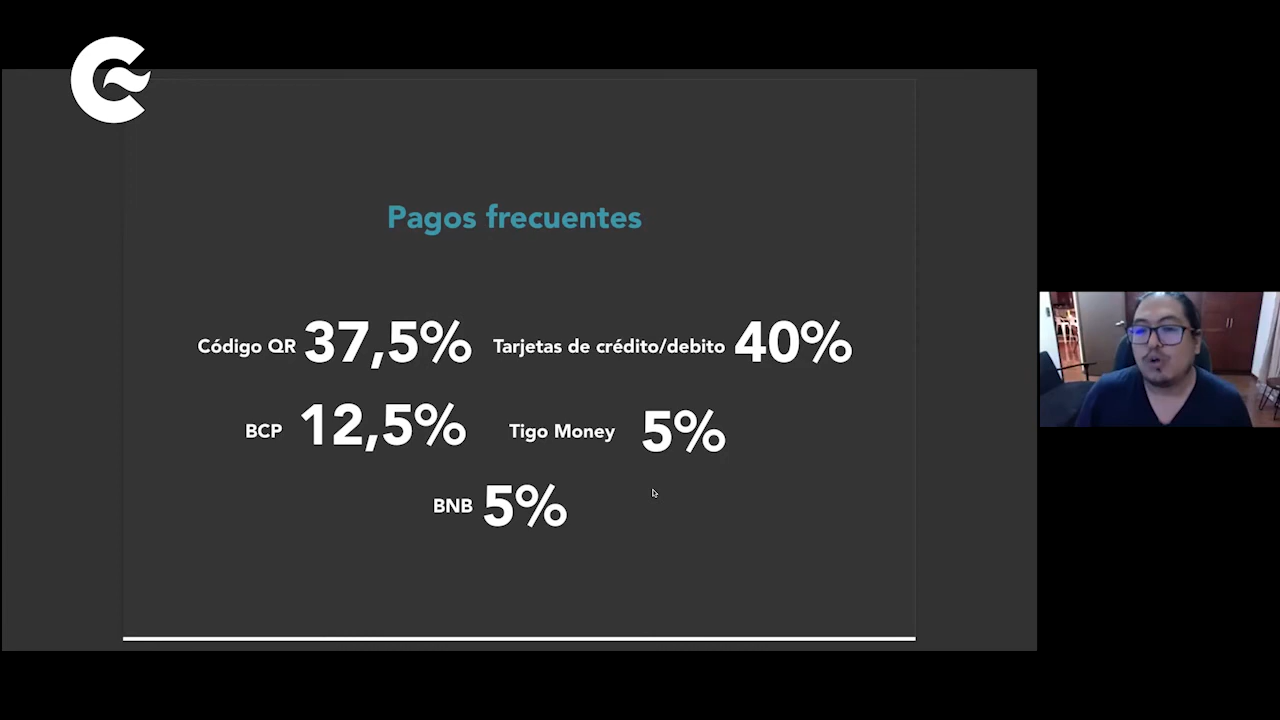 Pagos frecuentes
Código QR 37,5% Tarjetas de crédito/debito 40%
BCP 12,5% Tigo Money 5%
BNB 5%